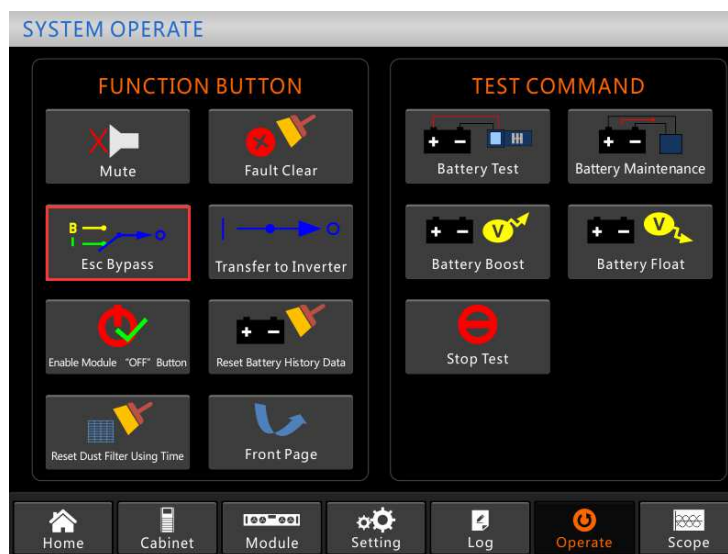 SYSTEM OPERATE
FUNCTION BUTTON
Mute
Fault Clear
B
I
O
Esc Bypass
I
O
Transfer to Inverter
Enable Module "OFF" Button
+ -
Reset Battery History Data
Reset Dust Filter Using Time
Front Page
TEST COMMAND
+ -
Battery Test
+ -
Battery Maintenance
+ - V
Battery Boost
+ - V
Battery Float
Stop Test
Home
Cabinet
Module
Setting
Log
Operate
Scope